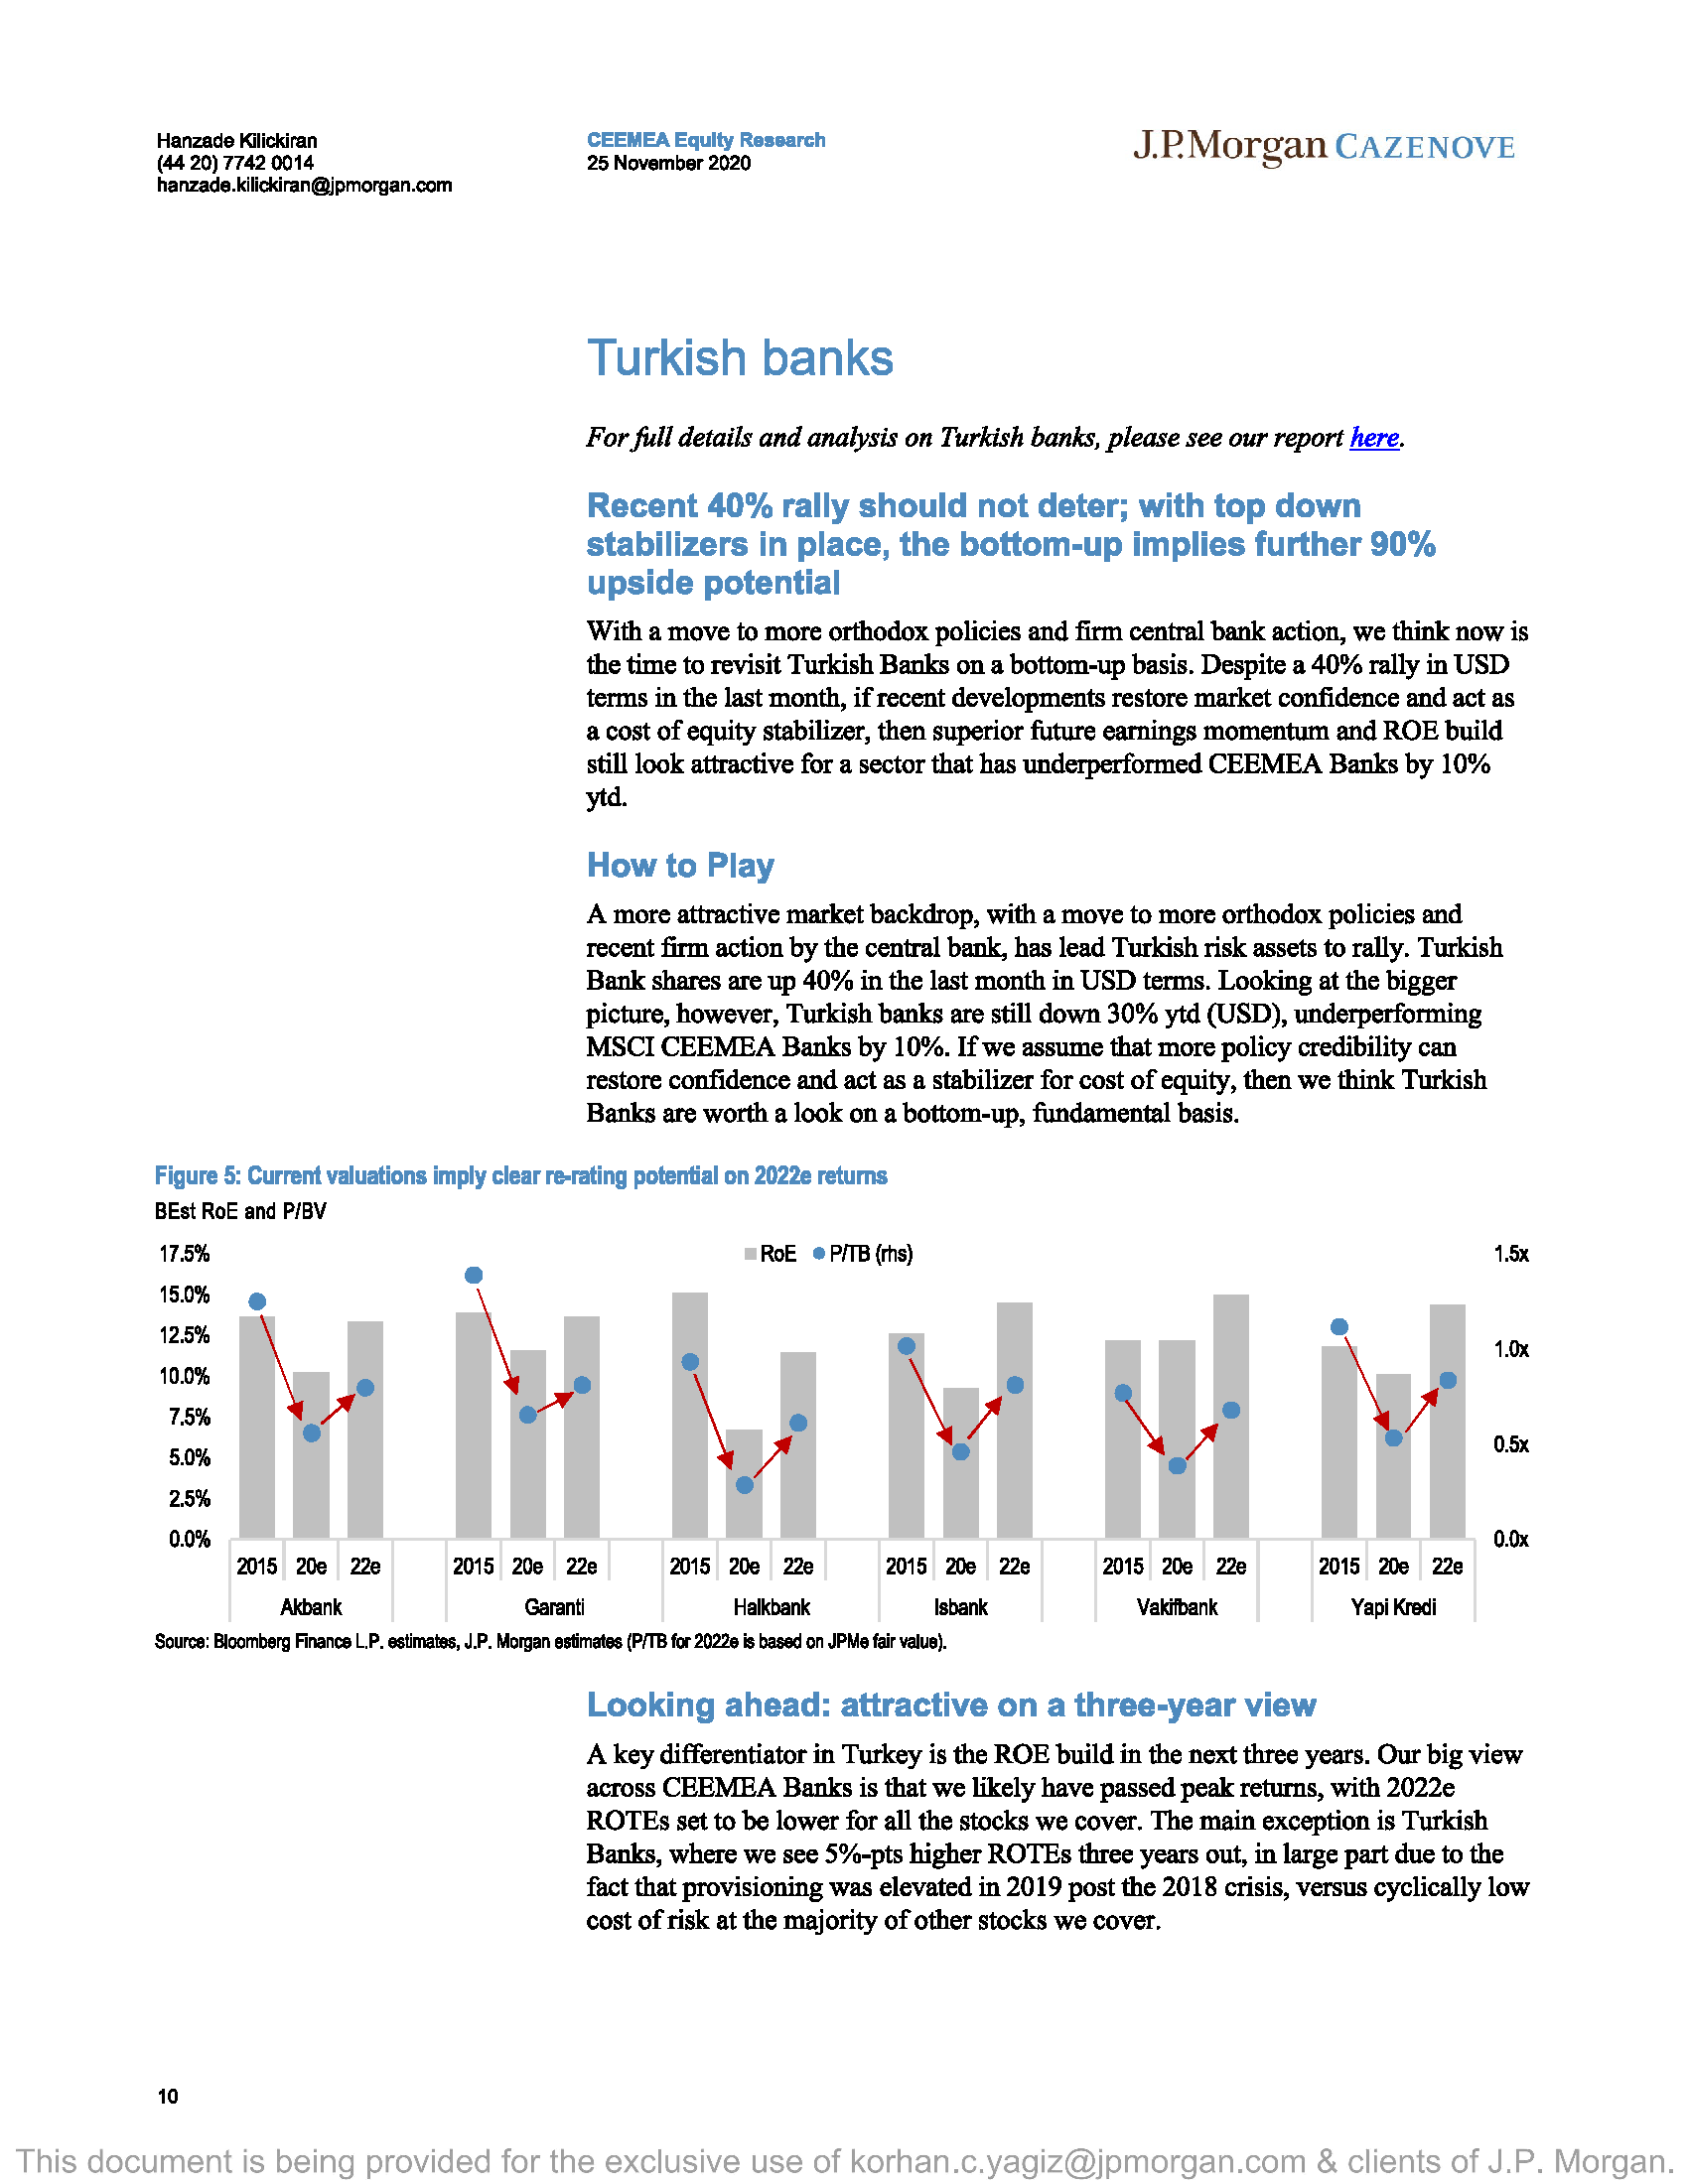 Hanzade Kilickiran
(44 20) 7742 0014
hanzade.kilickiran@jpmorgan.com
CEEMEA Equity Research
25 November 2020
J.P.Morgan CAZENOVE
Turkish banks
For full details and analysis on Turkish banks, please see our report here.
Recent 40% rally should not deter; with top down
stabilizers in place, the bottom-up implies further 90%
upside potential
With a move to more orthodox policies and firm central bank action, we think now is
the time to revisit Turkish Banks on a bottom-up basis. Despite a 40% rally in USD
terms in the last month, if recent developments restore market confidence and act as
a cost of equity stabilizer, then superior future earnings momentum and ROE build
still look attractive for a sector that has underperformed CEEMEA Banks by 10%
ytd.
How to Play
A more attractive market backdrop, with a move to more orthodox policies and
recent firm action by the central bank, has lead Turkish risk assets to rally. Turkish
Bank shares are up 40% in the last month in USD terms. Looking at the bigger
picture, however, Turkish banks are still down 30% ytd (USD), underperforming
MSCI CEEMEA Banks by 10%. If we assume that more policy credibility can
restore confidence and act as a stabilizer for cost of equity, then we think Turkish
Banks are worth a look on a bottom-up, fundamental basis.
Figure 5: Current valuations imply clear re-rating potential on 2022e returns
BEst RoE and P/BV
RoE P/TB (rhs)
17.5%
15.0%
12.5%
10.0%
7.5%
5.0%
2.5%
0.0%
1.5x
1.0x
0.5x
0.0x
2015 20e 22e 2015 20e 22e 2015 20e 22e 2015 20e 22e 2015 20e 22e 2015 20e 22e
Akbank Garanti Halkbank Isbank Vakifbank Yapi Kredi
Source: Bloomberg Finance L.P. estimates, J.P. Morgan estimates (P/TB for 2022e is based on JPMe fair value).
Looking ahead: attractive on a three-year view
A key differentiator in Turkey is the ROE build in the next three years. Our big view
across CEEMEA Banks is that we likely have passed peak returns, with 2022e
ROTEs set to be lower for all the stocks we cover. The main exception is Turkish
Banks, where we see 5%-pts higher ROTEs three years out, in large part due to the
fact that provisioning was elevated in 2019 post the 2018 crisis, versus cyclically low
cost of risk at the majority of other stocks we cover.
10
This document is being provided for the exclusive use of korhan.c.yagiz@jpmorgan.com & clients of J.P. Morgan.